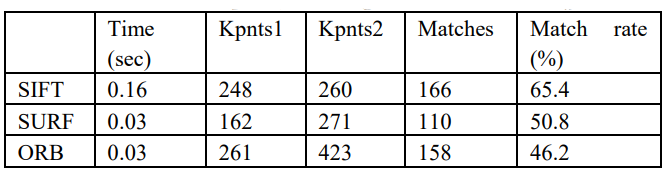 Time (sec) Kpnts1 Kpnts2 Matches Match rate (%)
SIFT 0.16 248 260 166 65.4
SURF 0.03 162 271 110 50.8
ORB 0.03 261 423 158 46.2